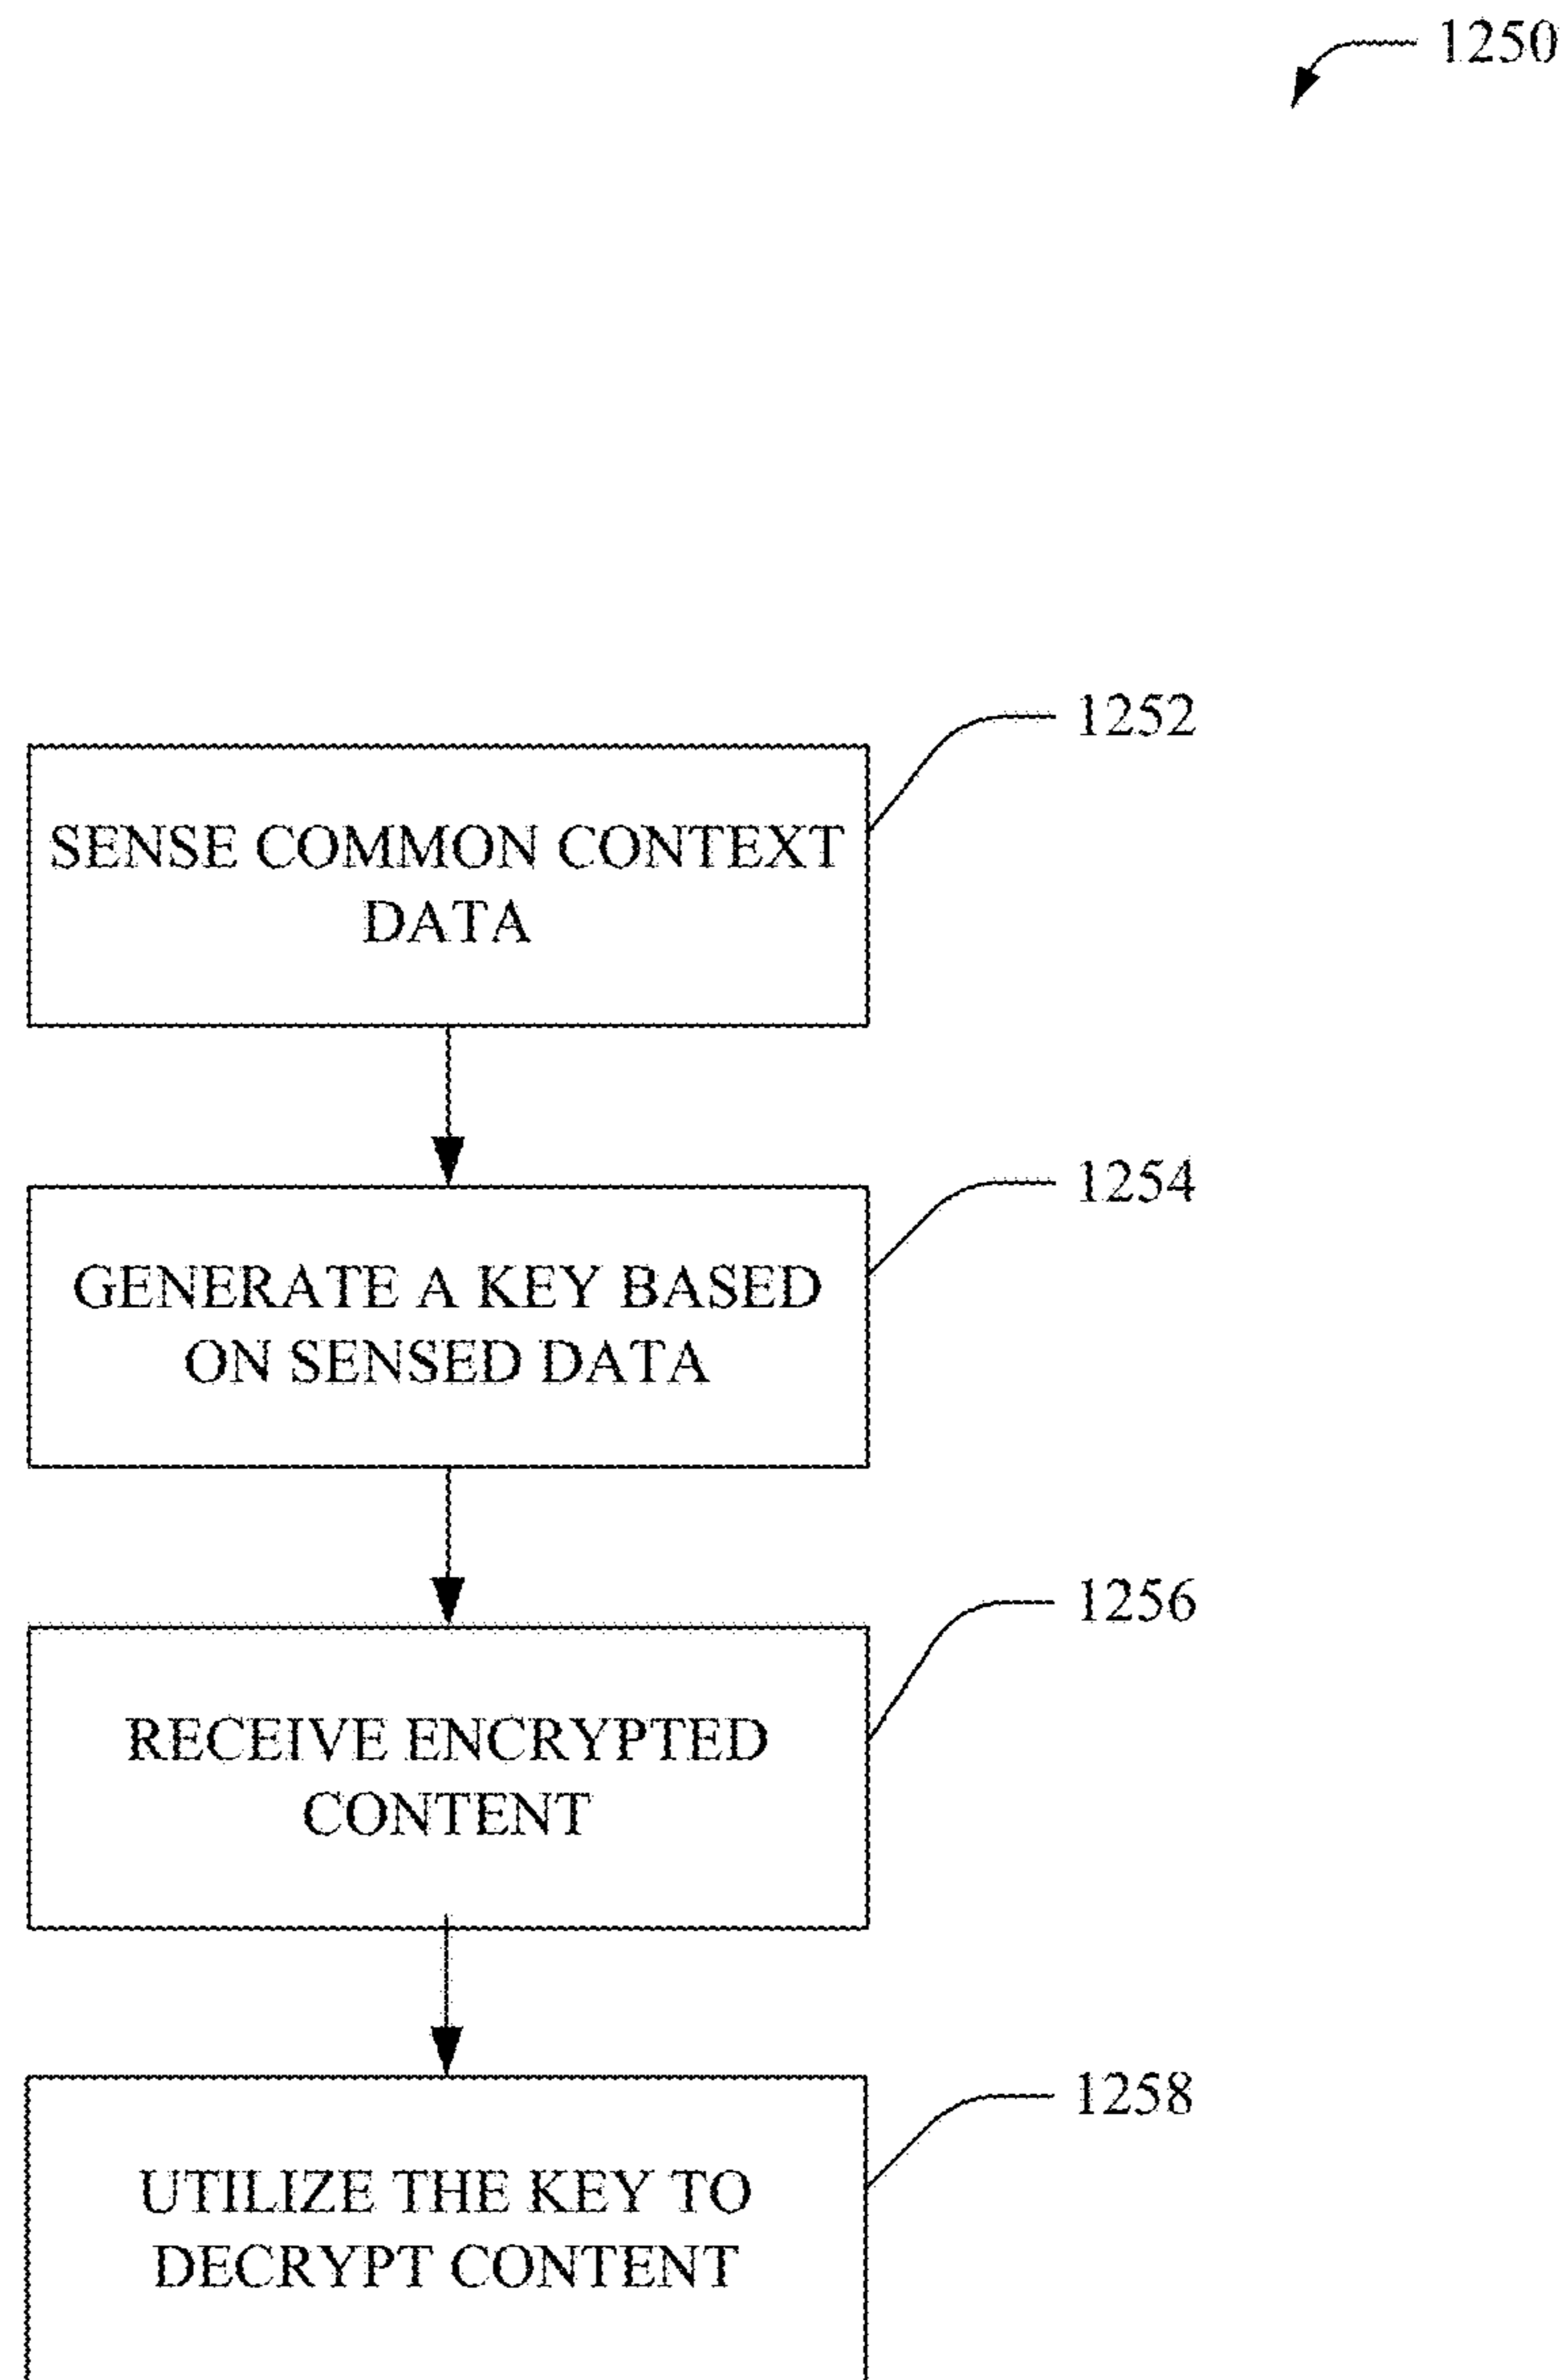 1250
1252
SENSE COMMON CONTEXT
DATA
1254
GENERATE A KEY BASED
ON SENSED DATA
1256
RECEIVE ENCRYPTED
CONTENT
1258
UTILIZE THE KEY TO
DECRYPT CONTENT